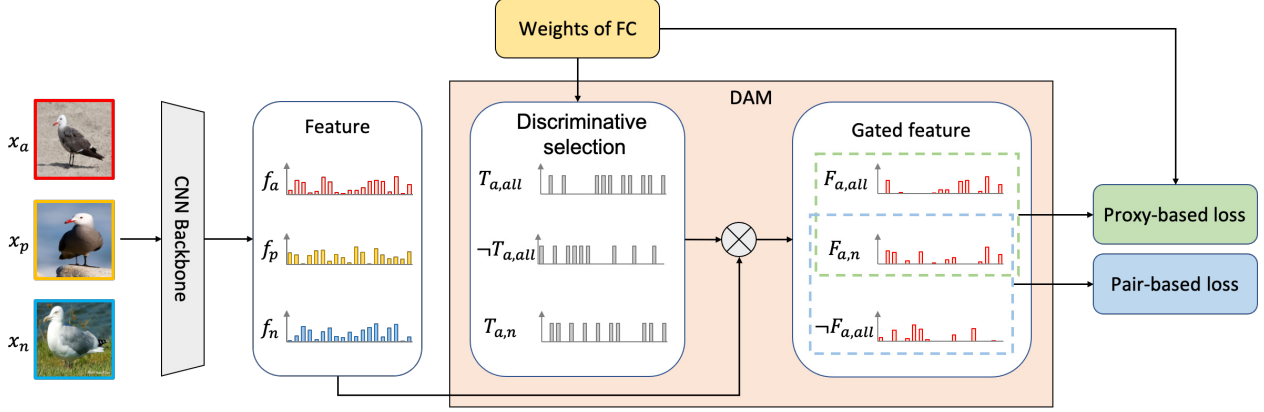 Weights of FC
DAM
x_a
x_p
x_n
CNN Backbone
Feature
f_a
f_p
f_n
Discriminative
selection
T_{a,all}
¬T_{a,all}
T_{a,n}
Gated feature
F_{a,all}
F_{a,n}
¬F_{a,all}
Proxy-based loss
Pair-based loss